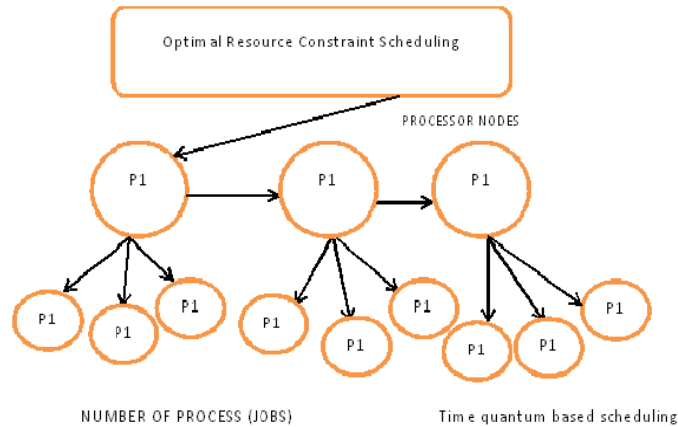 Optimal Resource Constraint Scheduling
PROCESSOR NODES
P1
P1
P1
P1
P1
P1
P1
P1
P1
P1
P1
P1
NUMBER OF PROCESS (JOBS)
Time quantum based scheduling